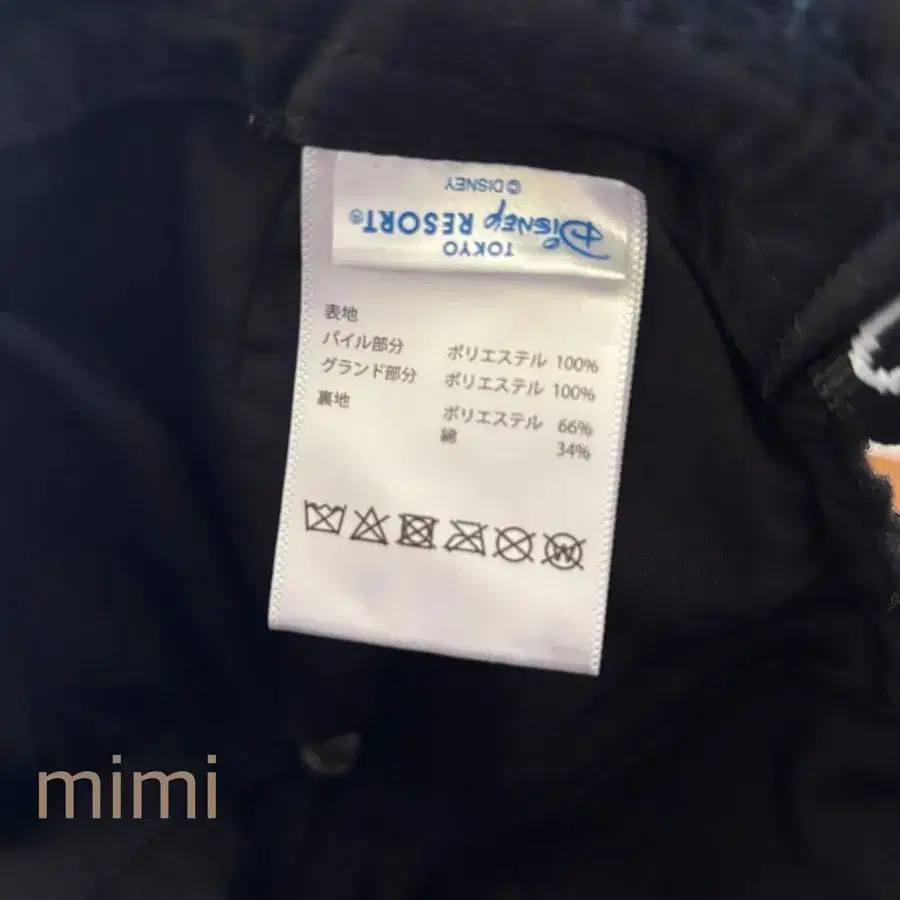 TOKYO
Disney RESORT®
© DISNEY
表地
パイル部分 ポリエステル 100%
グランド部分 ポリエステル 100%
裏地 ポリエステル 66%
綿 34%
W
mimi